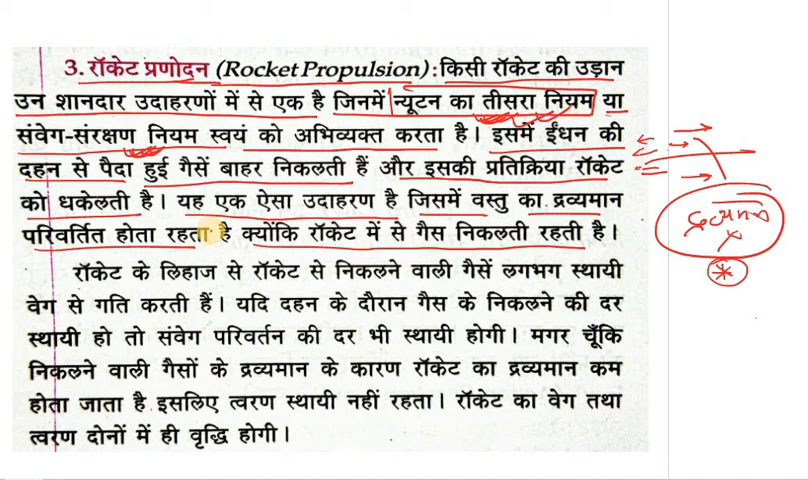 3. रॉकेट प्रणोदन (Rocket Propulsion) : किसी रॉकेट की उड़ान
उन शानदार उदाहरणों में से एक है जिनमें न्यूटन का तीसरा नियम या
संवेग-संरक्षण नियम स्वयं को अभिव्यक्त करता है। इसमें ईंधन की
दहन से पैदा हुई गैसें बाहर निकलती हैं और इसकी प्रतिक्रिया रॉकेट
को धकेलती है। यह एक ऐसा उदाहरण है जिसमें वस्तु का द्रव्यमान
परिवर्तित होता रहता है क्योंकि रॉकेट में से गैस निकलती रहती है।
रॉकेट के लिहाज से रॉकेट से निकलने वाली गैसें लगभग स्थायी
वेग से गति करती हैं। यदि दहन के दौरान गैस के निकलने की दर
स्थायी हो तो संवेग परिवर्तन की दर भी स्थायी होगी। मगर चूँकि
निकलने वाली गैसों के द्रव्यमान के कारण रॉकेट का द्रव्यमान कम
होता जाता है इसलिए त्वरण स्थायी नहीं रहता। रॉकेट का वेग तथा
त्वरण दोनों में ही वृद्धि होगी।